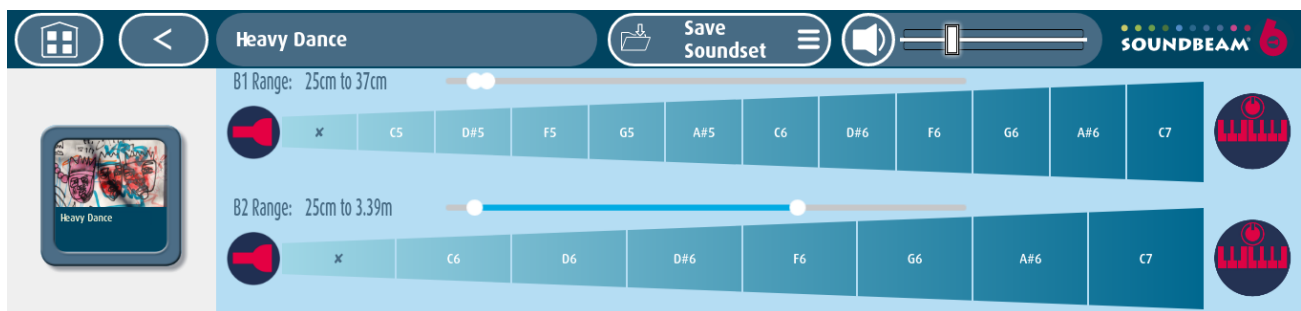 <
Heavy Dance
Save
Soundset
SOUNDBEAM 6
B1 Range: 25cm to 37cm
✘ C5 D#5 F5 G5 A#5 C6 D#6 F6 G6 A#6 C7
Heavy Dance
B2 Range: 25cm to 3.39m
✘ C6 D6 D#6 F6 G6 A#6 C7